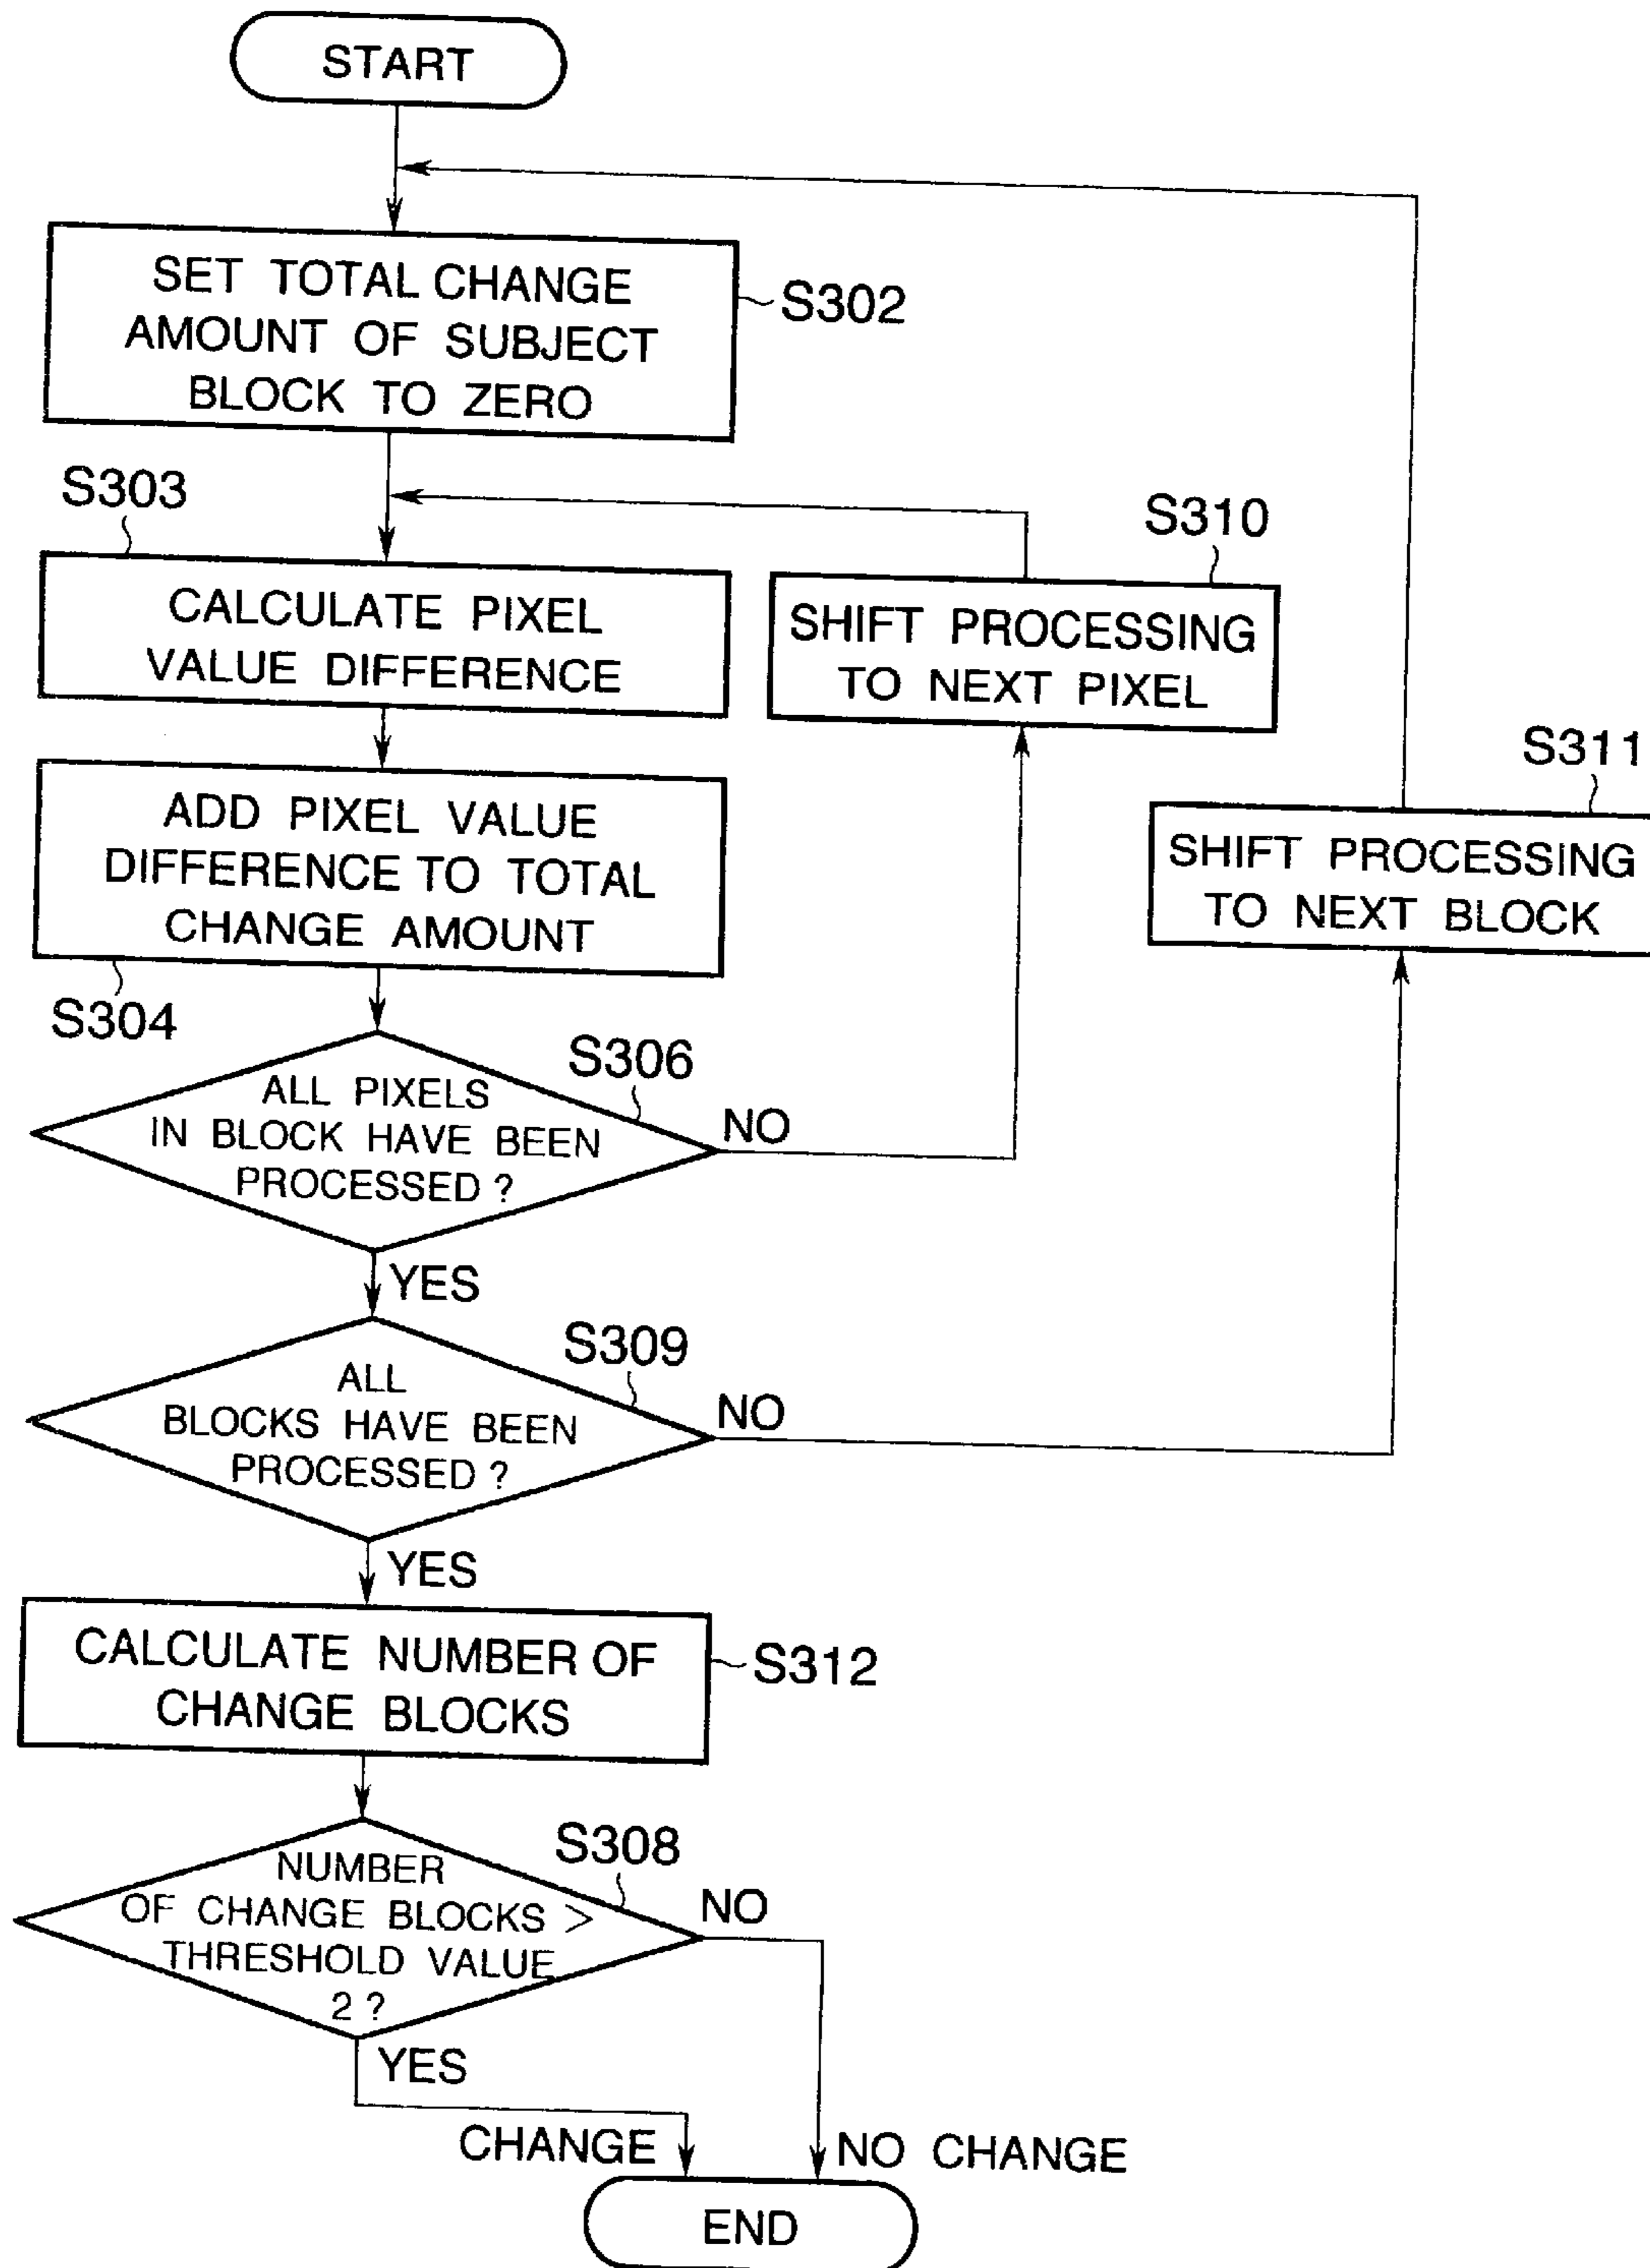 START
SET TOTAL CHANGE
AMOUNT OF SUBJECT
BLOCK TO ZERO
S302
S303
CALCULATE PIXEL
VALUE DIFFERENCE
S310
SHIFT PROCESSING
TO NEXT PIXEL
S311
SHIFT PROCESSING
TO NEXT BLOCK
ADD PIXEL VALUE
DIFFERENCE TO TOTAL
CHANGE AMOUNT
S304
S306
ALL PIXELS
IN BLOCK HAVE BEEN
PROCESSED ?
NO
YES
S309
ALL
BLOCKS HAVE BEEN
PROCESSED ?
NO
YES
CALCULATE NUMBER OF
CHANGE BLOCKS
S312
S308
NUMBER
OF CHANGE BLOCKS >
THRESHOLD VALUE
2 ?
NO
YES
CHANGE
NO CHANGE
END